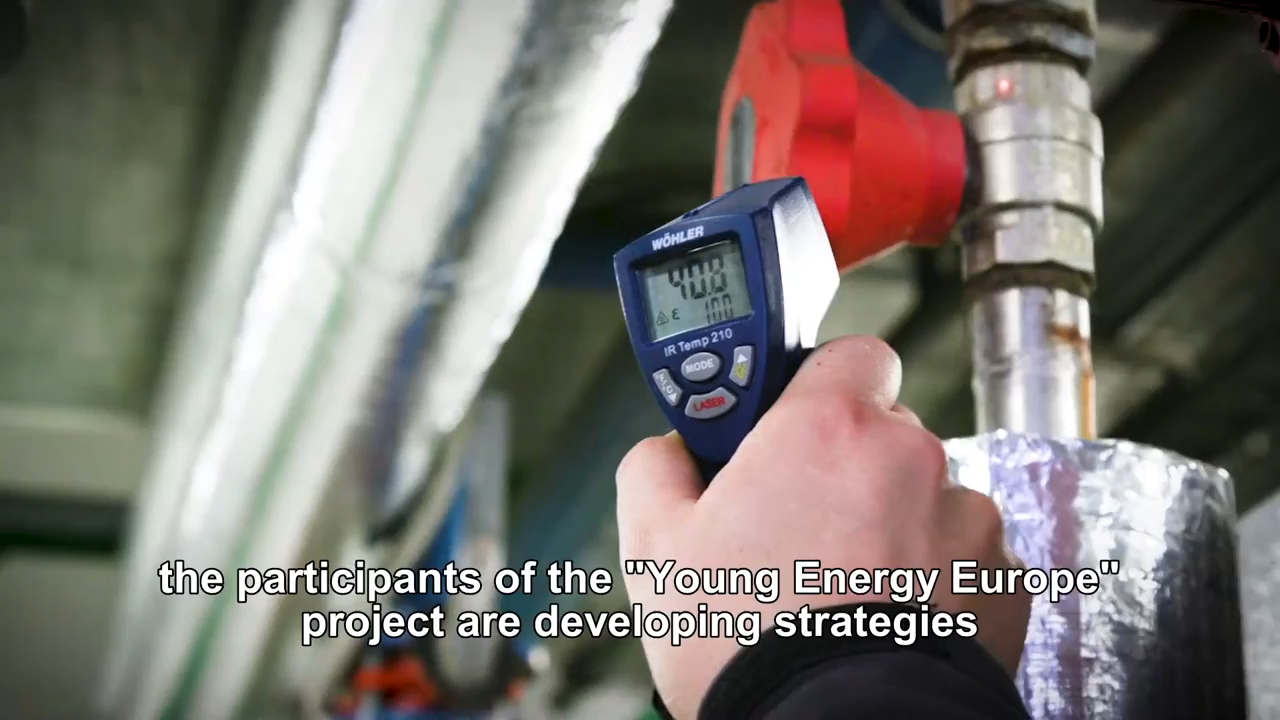 WÖHLER
40.8
ε 1.00
IR Temp 210
MODE
LASER
the participants of the "Young Energy Europe"
project are developing strategies